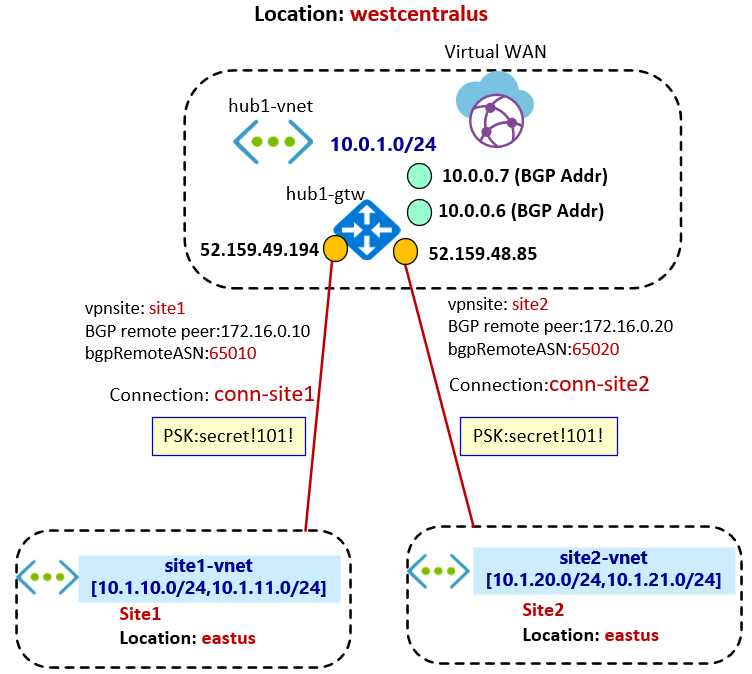 Location: westcentralus
Virtual WAN
hub1-vnet
10.0.1.0/24
10.0.0.7 (BGP Addr)
hub1-gtw
10.0.0.6 (BGP Addr)
52.159.49.194
52.159.48.85
vpnsite: site1
BGP remote peer:172.16.0.10
bgpRemoteASN:65010
Connection: conn-site1
PSK:secret!101!
vpnsite: site2
BGP remote peer:172.16.0.20
bgpRemoteASN:65020
Connection:conn-site2
PSK:secret!101!
site1-vnet
[10.1.10.0/24,10.1.11.0/24]
Site1
Location: eastus
site2-vnet
[10.1.20.0/24,10.1.21.0/24]
Site2
Location: eastus